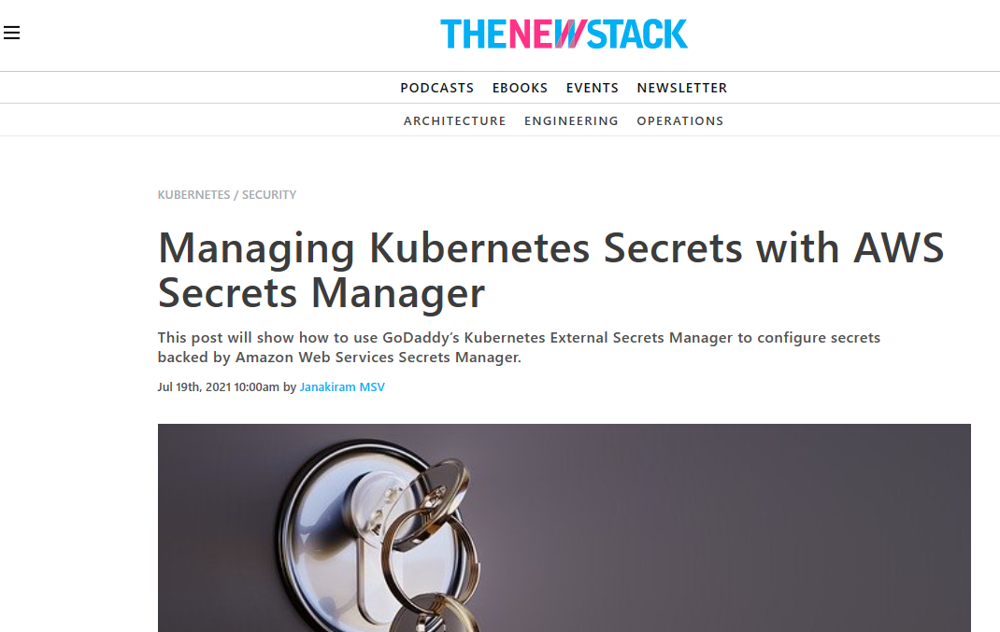 THENEWSTACK
PODCASTS EBOOKS EVENTS NEWSLETTER
ARCHITECTURE ENGINEERING OPERATIONS
KUBERNETES / SECURITY
Managing Kubernetes Secrets with AWS
Secrets Manager
This post will show how to use GoDaddy’s Kubernetes External Secrets Manager to configure secrets
backed by Amazon Web Services Secrets Manager.
Jul 19th, 2021 10:00am by Janakiram MSV